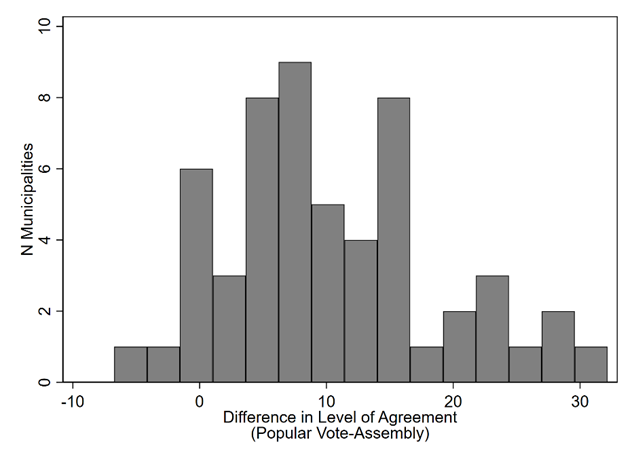 10
8
6
4
2
0
N Municipalities
-10 0 10 20 30
Difference in Level of Agreement
(Popular Vote-Assembly)